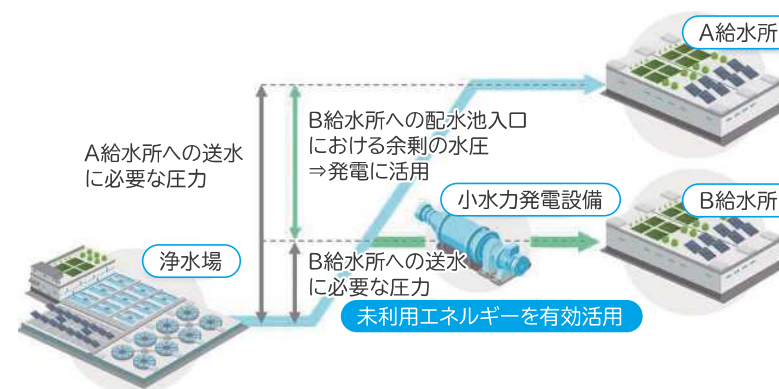 A給水所
B給水所への配水池入口
における余剰の水圧
⇒発電に活用
A給水所への送水
に必要な圧力
小水力発電設備
B給水所
浄水場
B給水所への送水
に必要な圧力
未利用エネルギーを有効活用